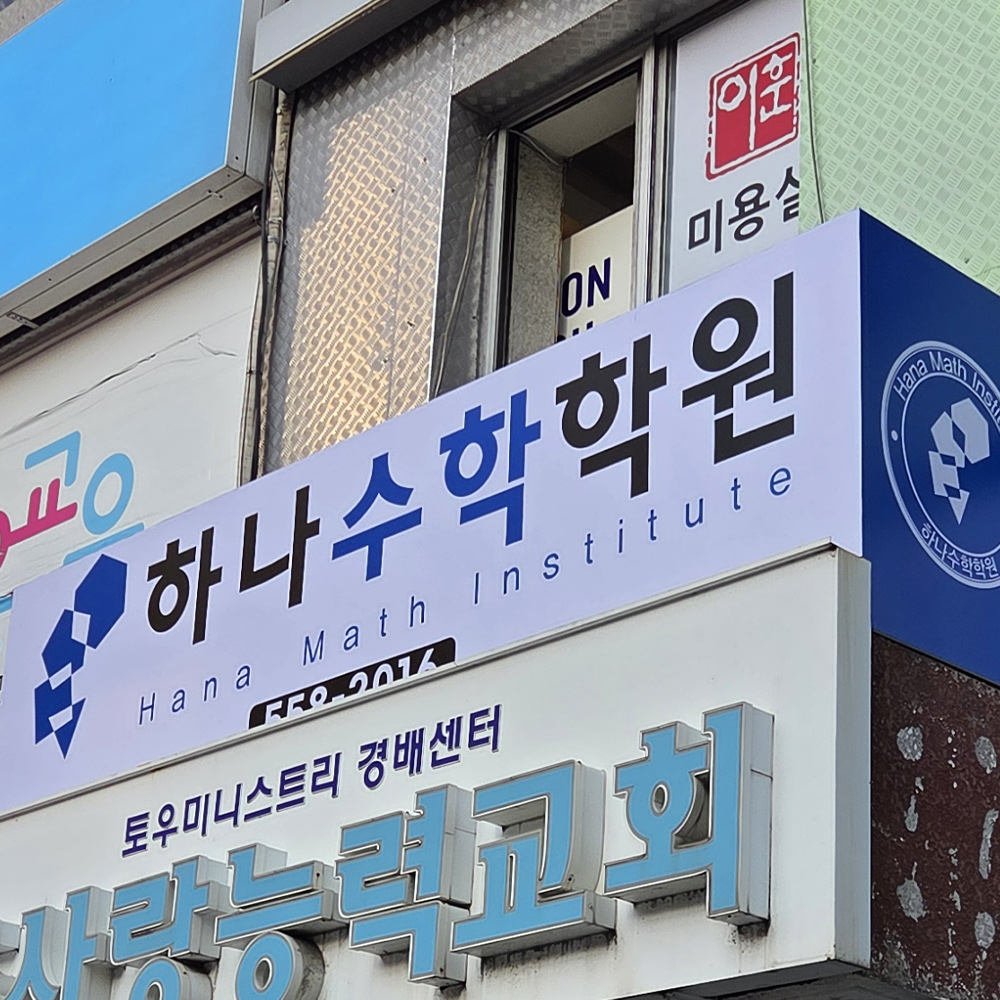 이훈
미용실
ON
하나수학학원
Hana Math Institute
558-2016
Hana Math Insti
하나수학학원
토우미니스트리 경배센터
사랑능력교회